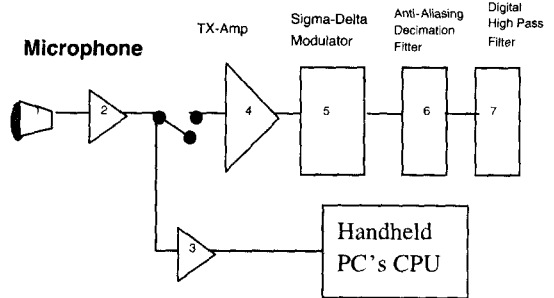 Microphone
TX-Amp
Sigma-Delta
Modulator
Anti-Aliasing
Decimation
Fitter
Digital
High Pass
Filter
1
2
4
5
6
7
3
Handheld
PC's CPU